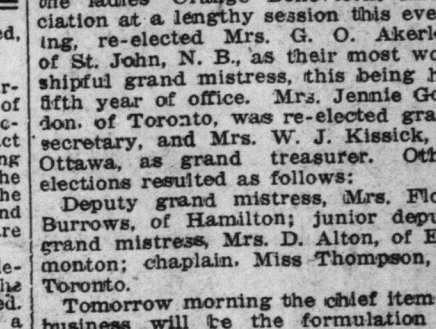 ciation at a lengthy session this eve-
ing, re-elected Mrs. G. O. Akerl
of St. John, N. B., as their most wo
shipful grand mistress, this being h
fifth year of office. Mrs. Jennie Go
don. of Toronto, was re-elected gra
secretary, and Mrs. W. J. Kissick,
Ottawa, as grand treasurer. Oth
elections resulted as follows:
Deputy grand mistress, Mrs. Flo
Burrows, of Hamilton; junior depu
grand mistress, Mrs. D. Alton, of E
monton; chaplain. Miss Thompson,
Toronto.
Tomorrow morning the chief item
business will be the formulation